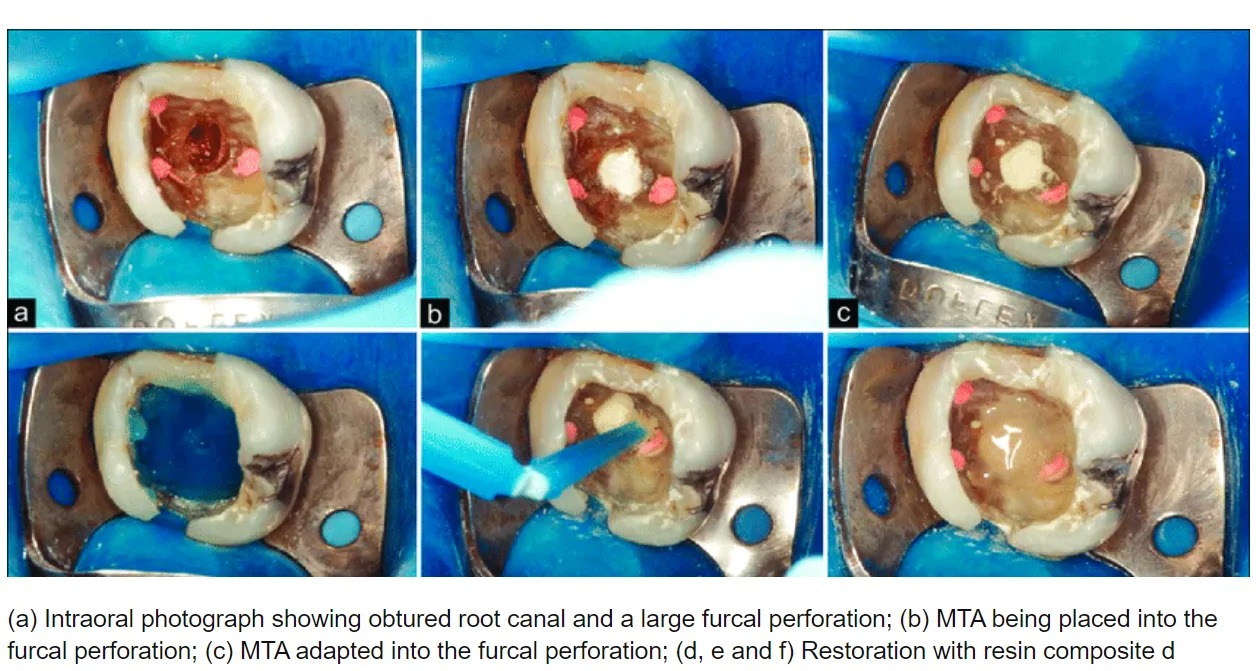 a
b
c
(a) Intraoral photograph showing obtured root canal and a large furcal perforation; (b) MTA being placed into the
furcal perforation; (c) MTA adapted into the furcal perforation; (d, e and f) Restoration with resin composite d